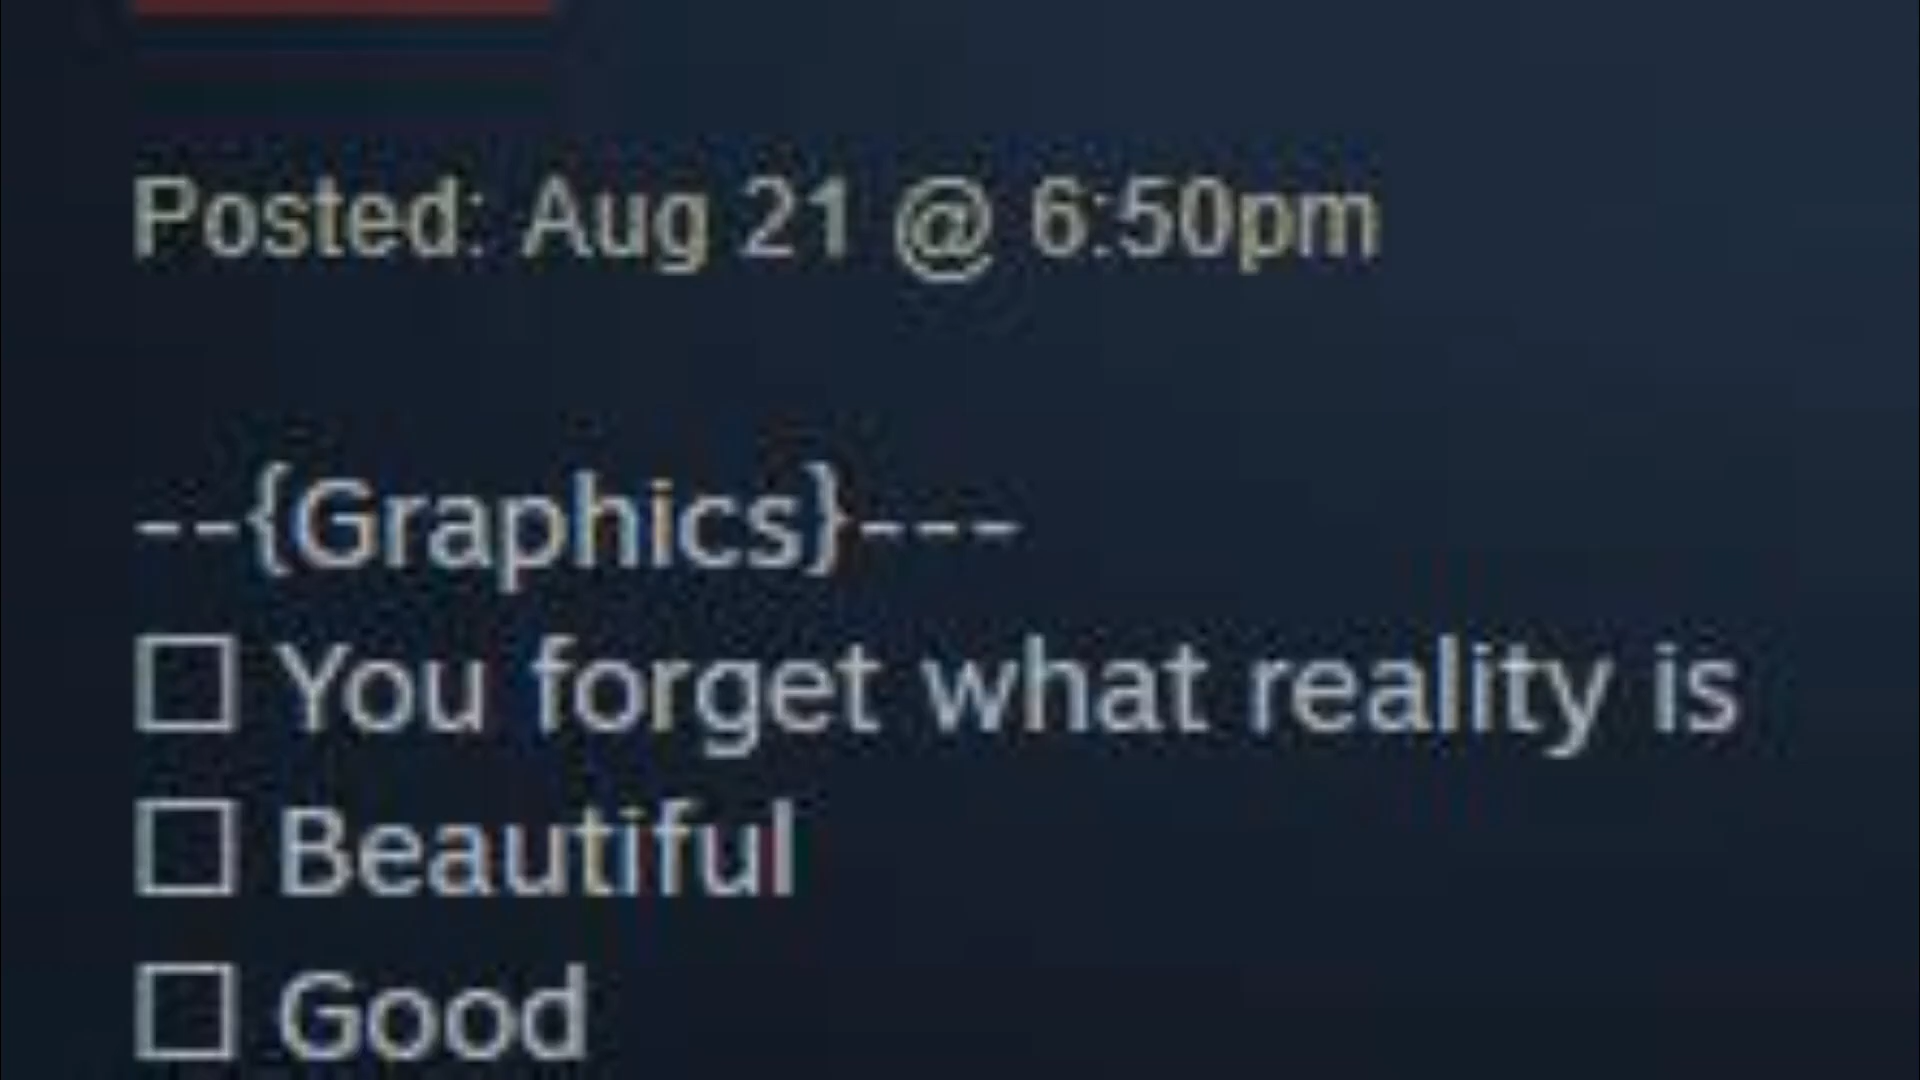 Posted: Aug 21 @ 6:50pm
--{Graphics}---
☐ You forget what reality is
☐ Beautiful
☐ Good